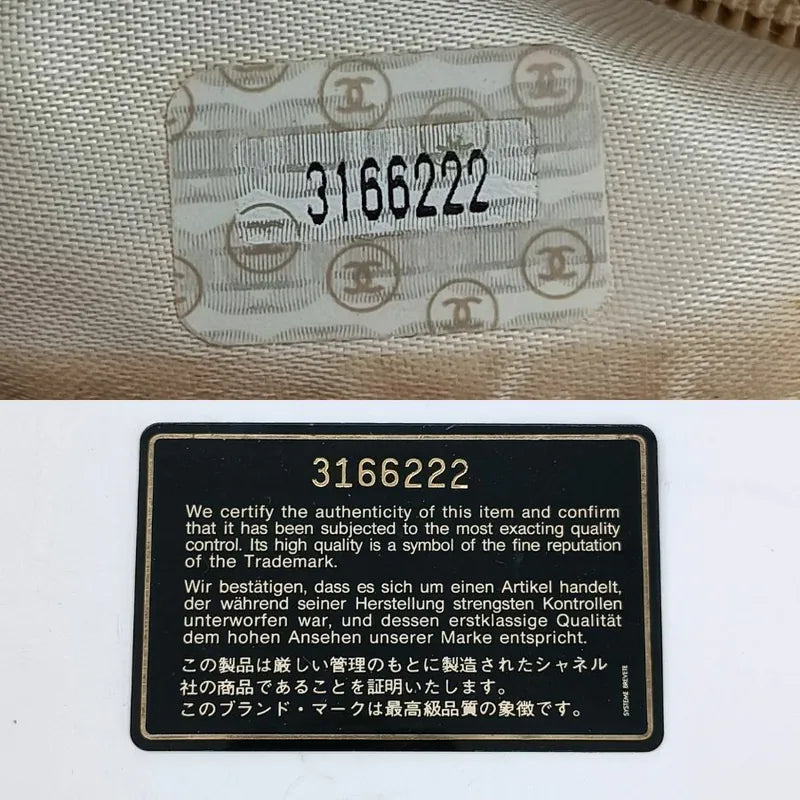 3166222
3166222
We certify the authenticity of this item and confirm
that it has been subjected to the most exacting quality
control. Its high quality is a symbol of the fine reputation
of the Trademark.
Wir bestätigen, dass es sich um einen Artikel handelt,
der während seiner Herstellung strengsten Kontrollen
unterworfen war, und dessen erstklassige Qualität
dem hohen Ansehen unserer Marke entspricht.
この製品は厳しい管理のもとに製造されたシャネル
社の商品であることを証明いたします。
このブランド・マークは最高級品質の象徴です。
SYSTEME BREVETE